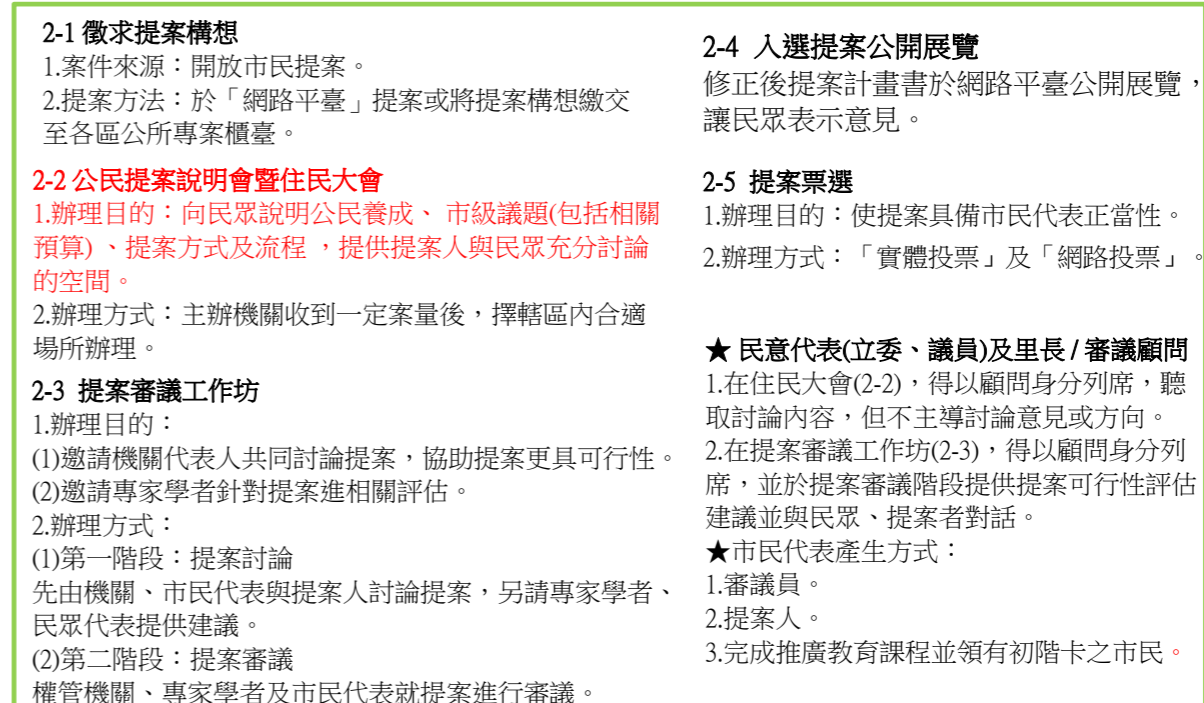 2-1 徵求提案構想
1.案件來源：開放市民提案。
2.提案方法：於「網路平臺」提案或將提案構想繳交
至各區公所專案櫃臺。
2-2 公民提案說明會暨住民大會
1.辦理目的：向民眾說明公民養成、 市級議題(包括相關
預算) 、提案方式及流程 ，提供提案人與民眾充分討論
的空間。
2.辦理方式：主辦機關收到一定案量後，擇轄區內合適
場所辦理。
2-3 提案審議工作坊
1.辦理目的：
(1)邀請機關代表人共同討論提案，協助提案更具可行性。
(2)邀請專家學者針對提案進相關評估。
2.辦理方式：
(1)第一階段：提案討論
先由機關、市民代表與提案人討論提案，另請專家學者、
民眾代表提供建議。
(2)第二階段：提案審議
權管機關、專家學者及市民代表就提案進行審議。
2-4 入選提案公開展覽
修正後提案計畫書於網路平臺公開展覽，
讓民眾表示意見。
2-5 提案票選
1.辦理目的：使提案具備市民代表正當性。
2.辦理方式：「實體投票」及「網路投票」。
★ 民意代表(立委、議員)及里長 / 審議顧問
1.在住民大會(2-2)，得以顧問身分列席，聽
取討論內容，但不主導討論意見或方向。
2.在提案審議工作坊(2-3)，得以顧問身分列
席，並於提案審議階段提供提案可行性評估
建議並與民眾、提案者對話。
★市民代表產生方式：
1.審議員。
2.提案人。
3.完成推廣教育課程並領有初階卡之市民。